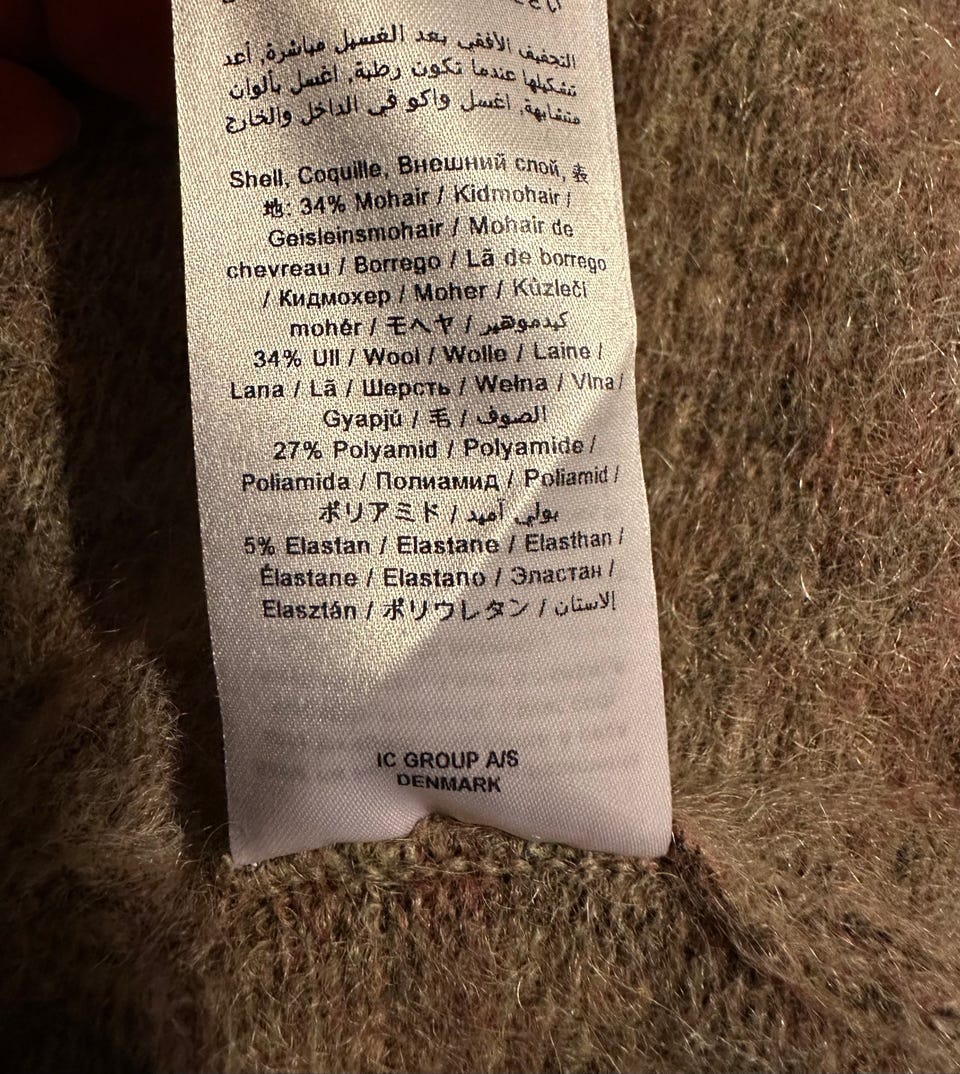 التجفيف الأفقي بعد الغسيل مباشرة, أعد
تشكيلها عندما تكون رطبة, اغسل بألوان
متشابهة, اغسل واكو في الداخل والخارج
Shell, Coquille, Внешний слой, 表
地: 34% Mohair / Kidmohair /
Geisleinsmohair / Mohair de
chevreau / Borrego / Lã de borrego
/ Кидмохер / Moher / Kůzlečí
mohér / モヘヤ / كيدموهير
34% Ull / Wool / Wolle / Laine /
Lana / Lã / Шерсть / Wełna / Vlna /
Gyapjú / 毛 / الصوف
27% Polyamid / Polyamide /
Poliamida / Полиамид / Poliamid /
ポリアミド / بولي أميد
5% Elastan / Elastane / Elasthan /
Élastane / Elastano / Эластан /
Elasztán / ポリウレタン / إلاستان
IC GROUP A/S
DENMARK